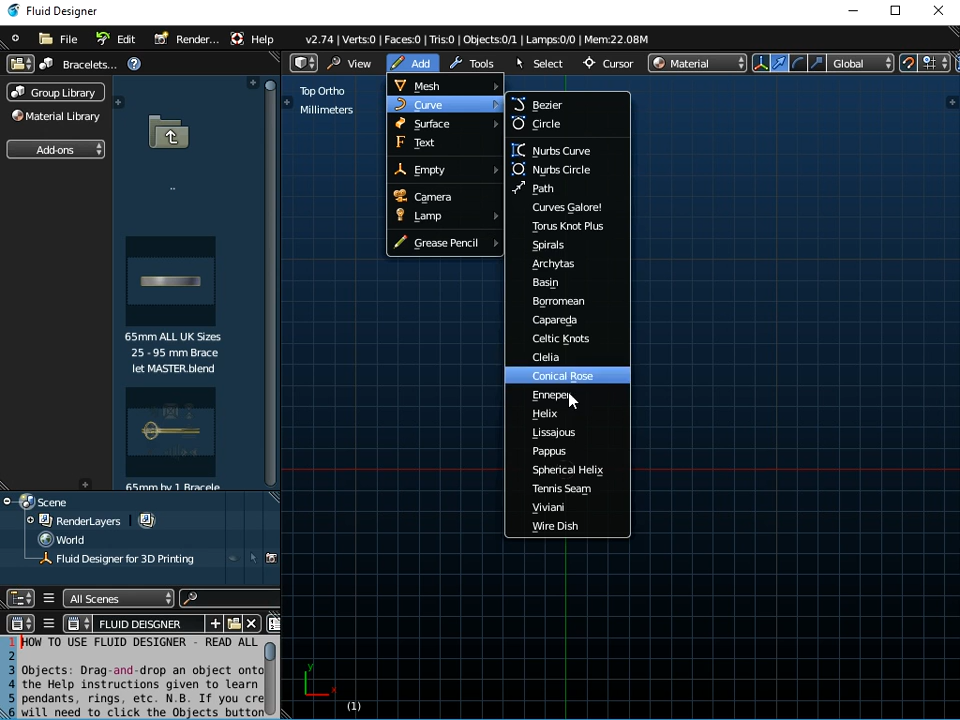 Fluid Designer
File Edit Render... Help v2.74 | Verts:0 | Faces:0 | Tris:0 | Objects:0/1 | Lamps:0/0 | Mem:22.08M
Bracelets... View Add Tools Select Cursor Material Global
Group Library
Material Library
Add-ons
..
65mm ALL UK Sizes
25 - 95 mm Brace
let MASTER.blend
65mm by 1 Bracele
Top Ortho
Millimeters
Mesh
Curve
Surface
Text
Empty
Camera
Lamp
Grease Pencil
Bezier
Circle
Nurbs Curve
Nurbs Circle
Path
Curves Galore!
Torus Knot Plus
Spirals
Archytas
Basin
Borromean
Capareda
Celtic Knots
Clelia
Conical Rose
Enneper
Helix
Lissajous
Pappus
Spherical Helix
Tennis Seam
Viviani
Wire Dish
Scene
RenderLayers |
World
Fluid Designer for 3D Printing
All Scenes
FLUID DEISGNER
1 HOW TO USE FLUID DESIGNER - READ ALL
2
3 Objects: Drag-and-drop an object onto
4 the Help instructions given to learn
5 pendants, rings, etc. N.B. If you cre
6 will need to click the Objects button
y
x
(1)